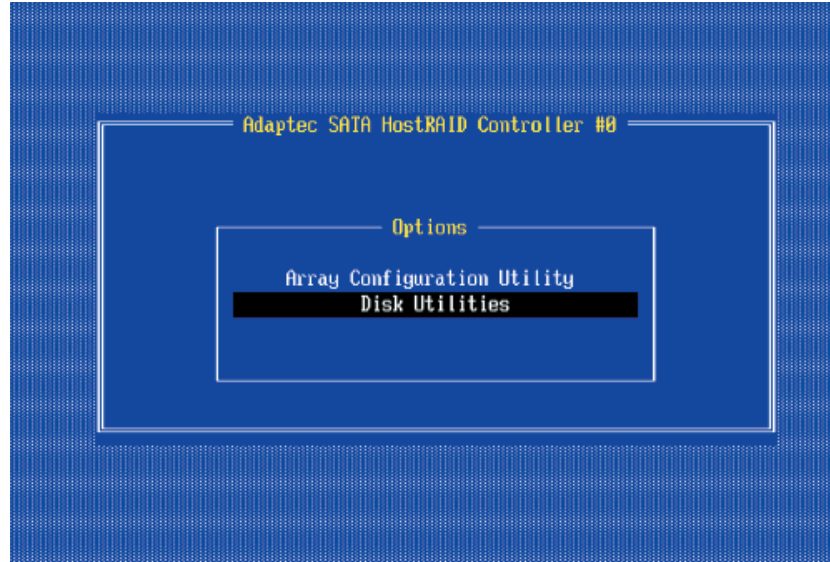 Adaptec SATA HostRAID Controller #0
Options
Array Configuration Utility
Disk Utilities